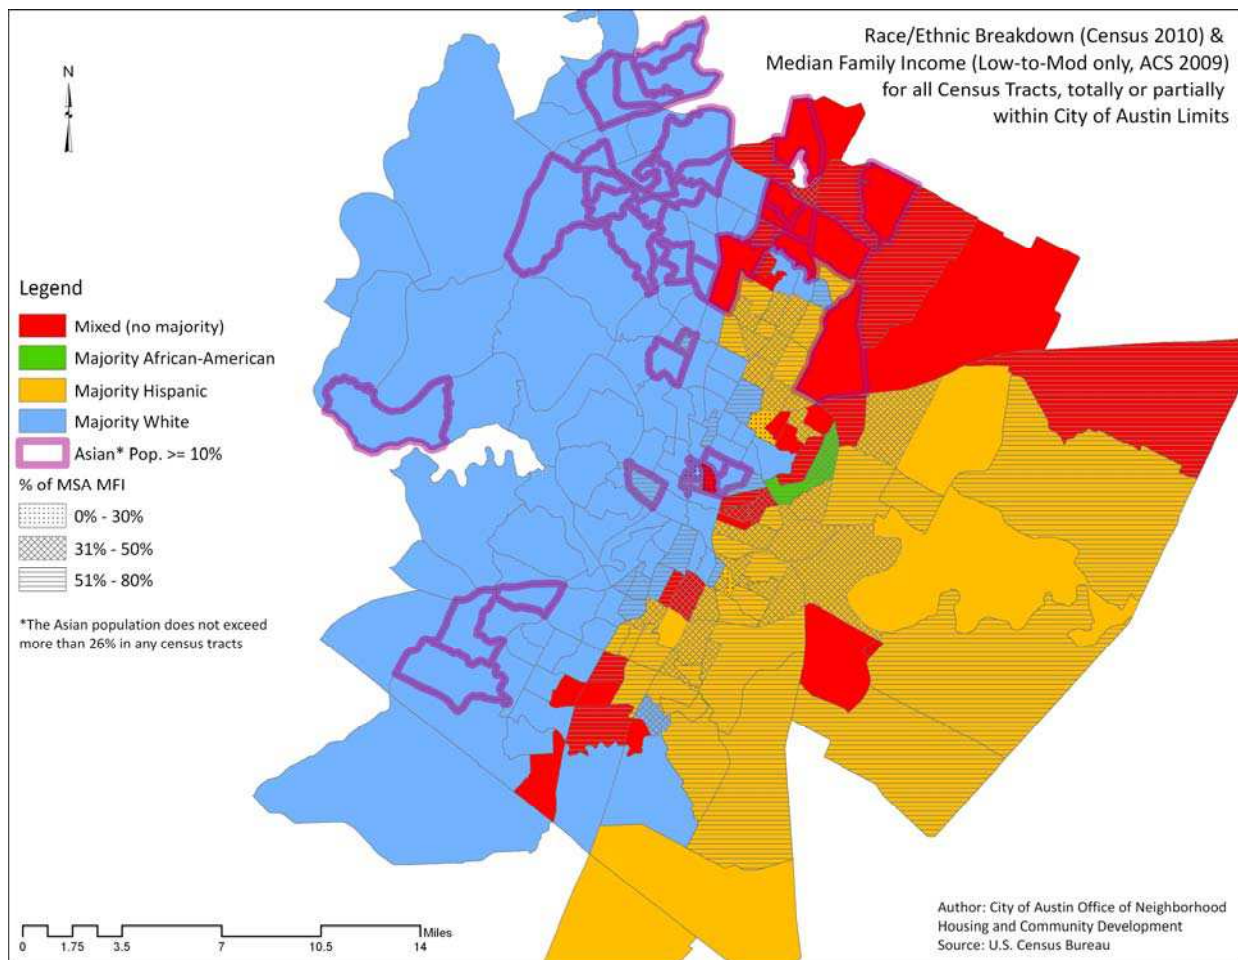 Race/Ethnic Breakdown (Census 2010) &
Median Family Income (Low-to-Mod only, ACS 2009)
for all Census Tracts, totally or partially
within City of Austin Limits
N
Legend
Mixed (no majority)
Majority African-American
Majority Hispanic
Majority White
Asian* Pop. >= 10%
% of MSA MFI
0% - 30%
31% - 50%
51% - 80%
*The Asian population does not exceed
more than 26% in any census tracts
Miles
0 1.75 3.5 7 10.5 14
Author: City of Austin Office of Neighborhood
Housing and Community Development
Source: U.S. Census Bureau